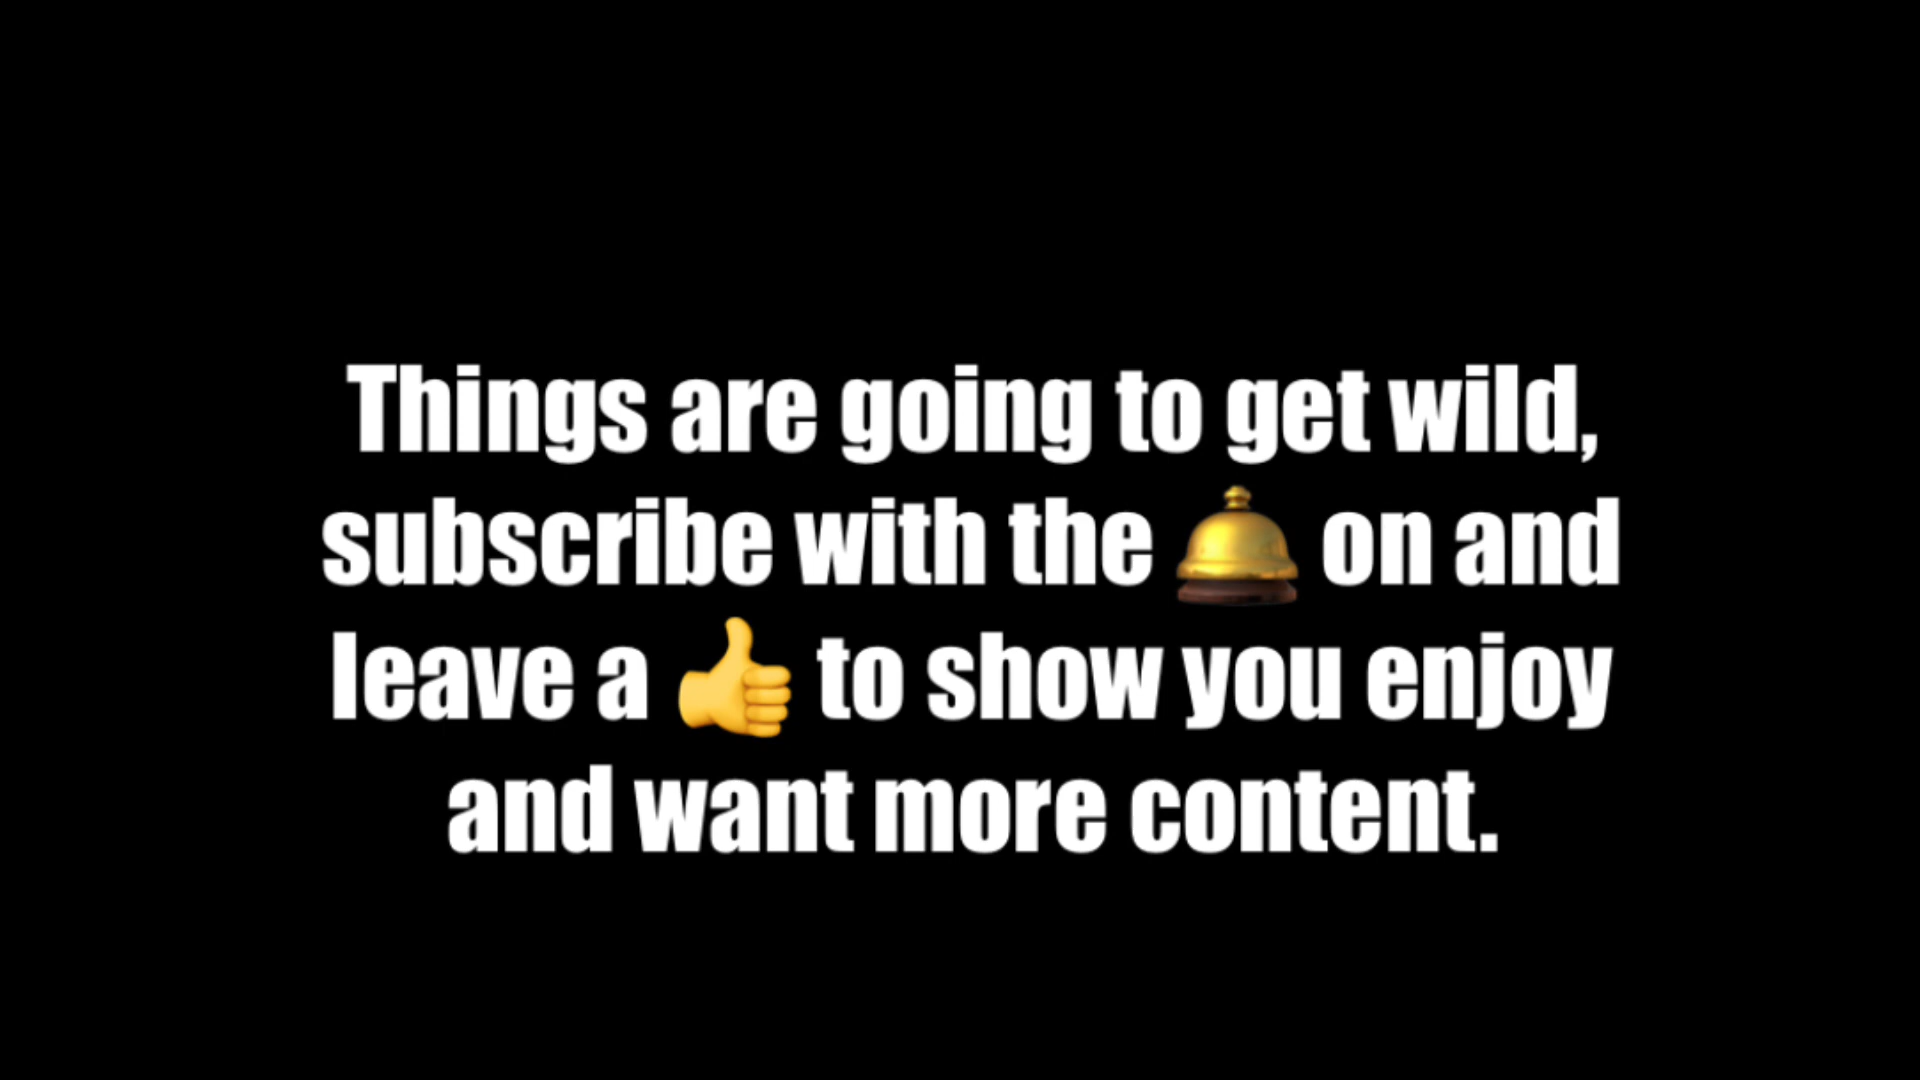 Things are going to get wild,
subscribe with the 🛎️ on and
leave a 👍 to show you enjoy
and want more content.